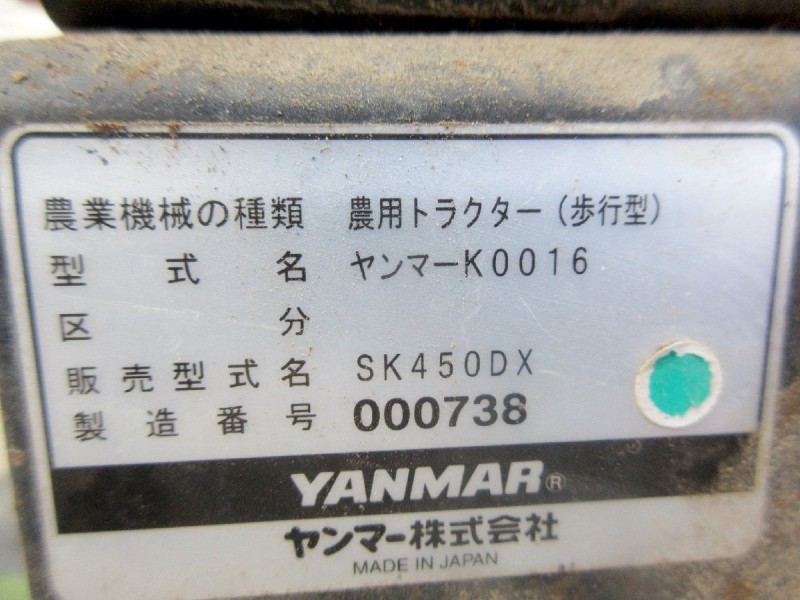 農業機械の種類 農用トラクター(歩行型)
型式名 ヤンマーK0016
区分
販売型式名 SK450DX
製造番号 000738
YANMAR®
ヤンマー株式会社
MADE IN JAPAN